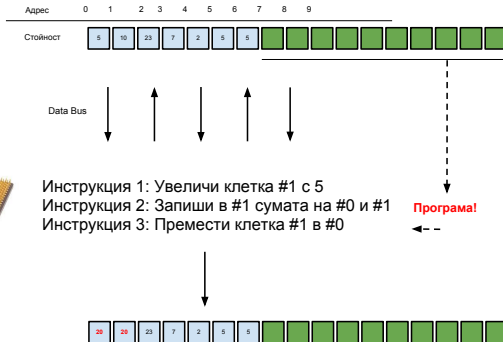 Адрес 0 1 2 3 4 5 6 7 8 9
Стойност 5 10 23 7 2 5 5
Data Bus
Инструкция 1: Увеличи клетка #1 с 5
Инструкция 2: Запиши в #1 сумата на #0 и #1
Програма!
Инструкция 3: Премести клетка #1 в #0
20 20 23 7 2 5 5